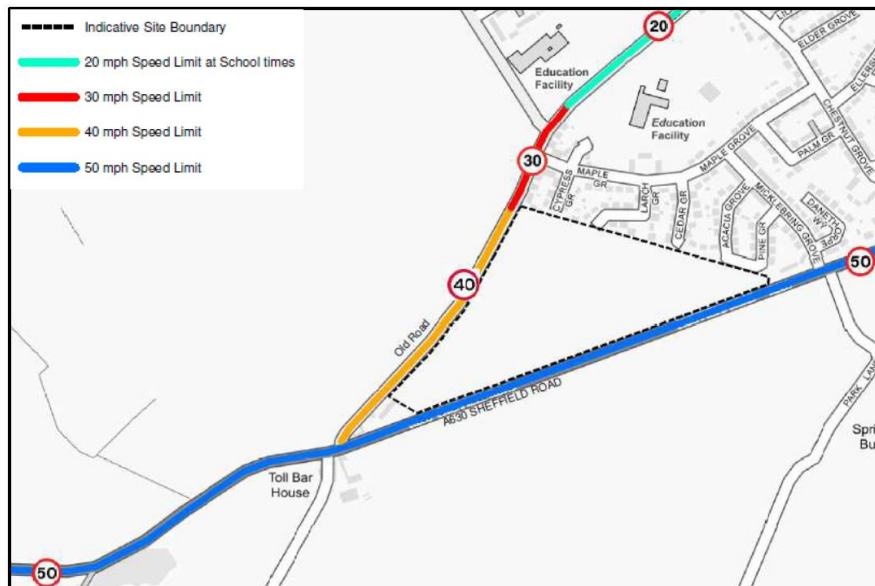 Indicative Site Boundary
20 mph Speed Limit at School times
30 mph Speed Limit
40 mph Speed Limit
50 mph Speed Limit
20
ELDER GROVE
Education
Facility
Education
Facility
CHESTNUT GROVE
PALM GR
MAPLE GROVE
30
MAPLE
GR
CYPRESS
GR
LARCH
GR
CEDAR GR
ACACIA GROVE
PINE GR
MICKLEBRING GROVE
DANETHORPE
WY
50
40
Old Road
A630 SHEFFIELD ROAD
PARK LANE
Toll Bar
House
50